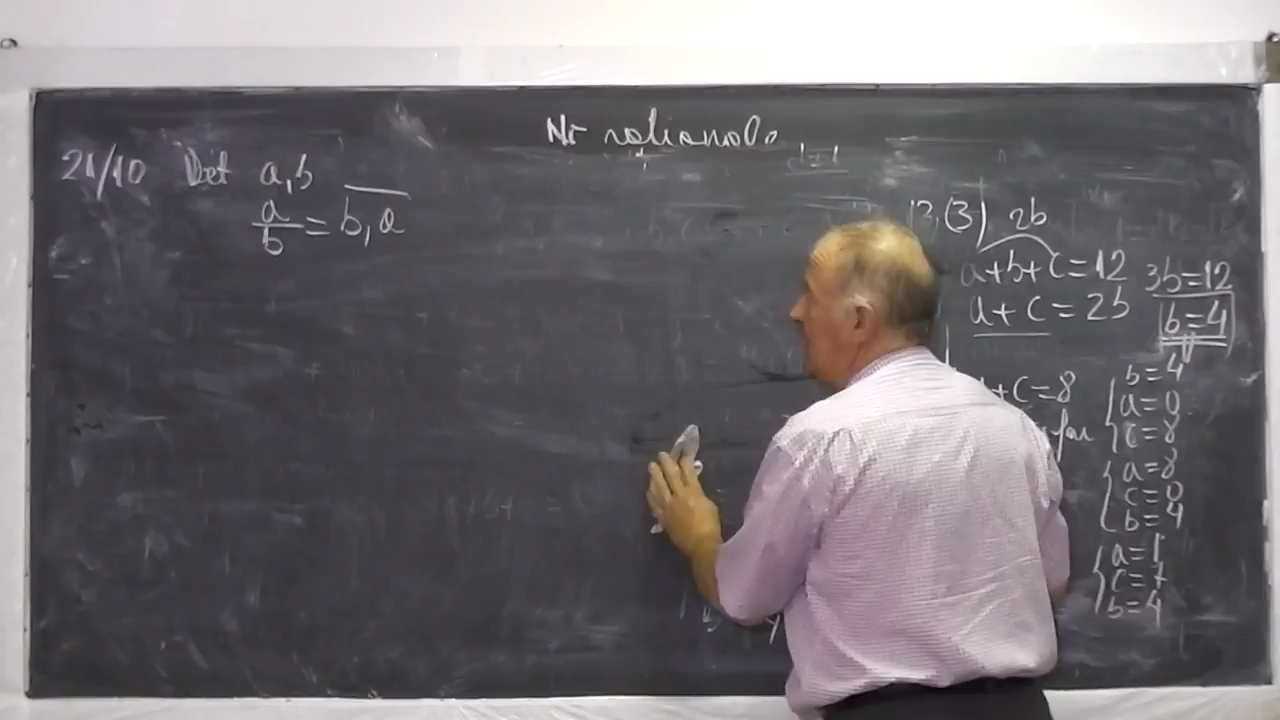 Nr rationale
21/10 Det a,b
a/b = b,a
13,(3) 2b
a+b+c=12
a+c=2b
3b=12
b=4
+c=8
b=4
a=0
c=8
a=8
c=0
b=4
a=1
c=7
b=4